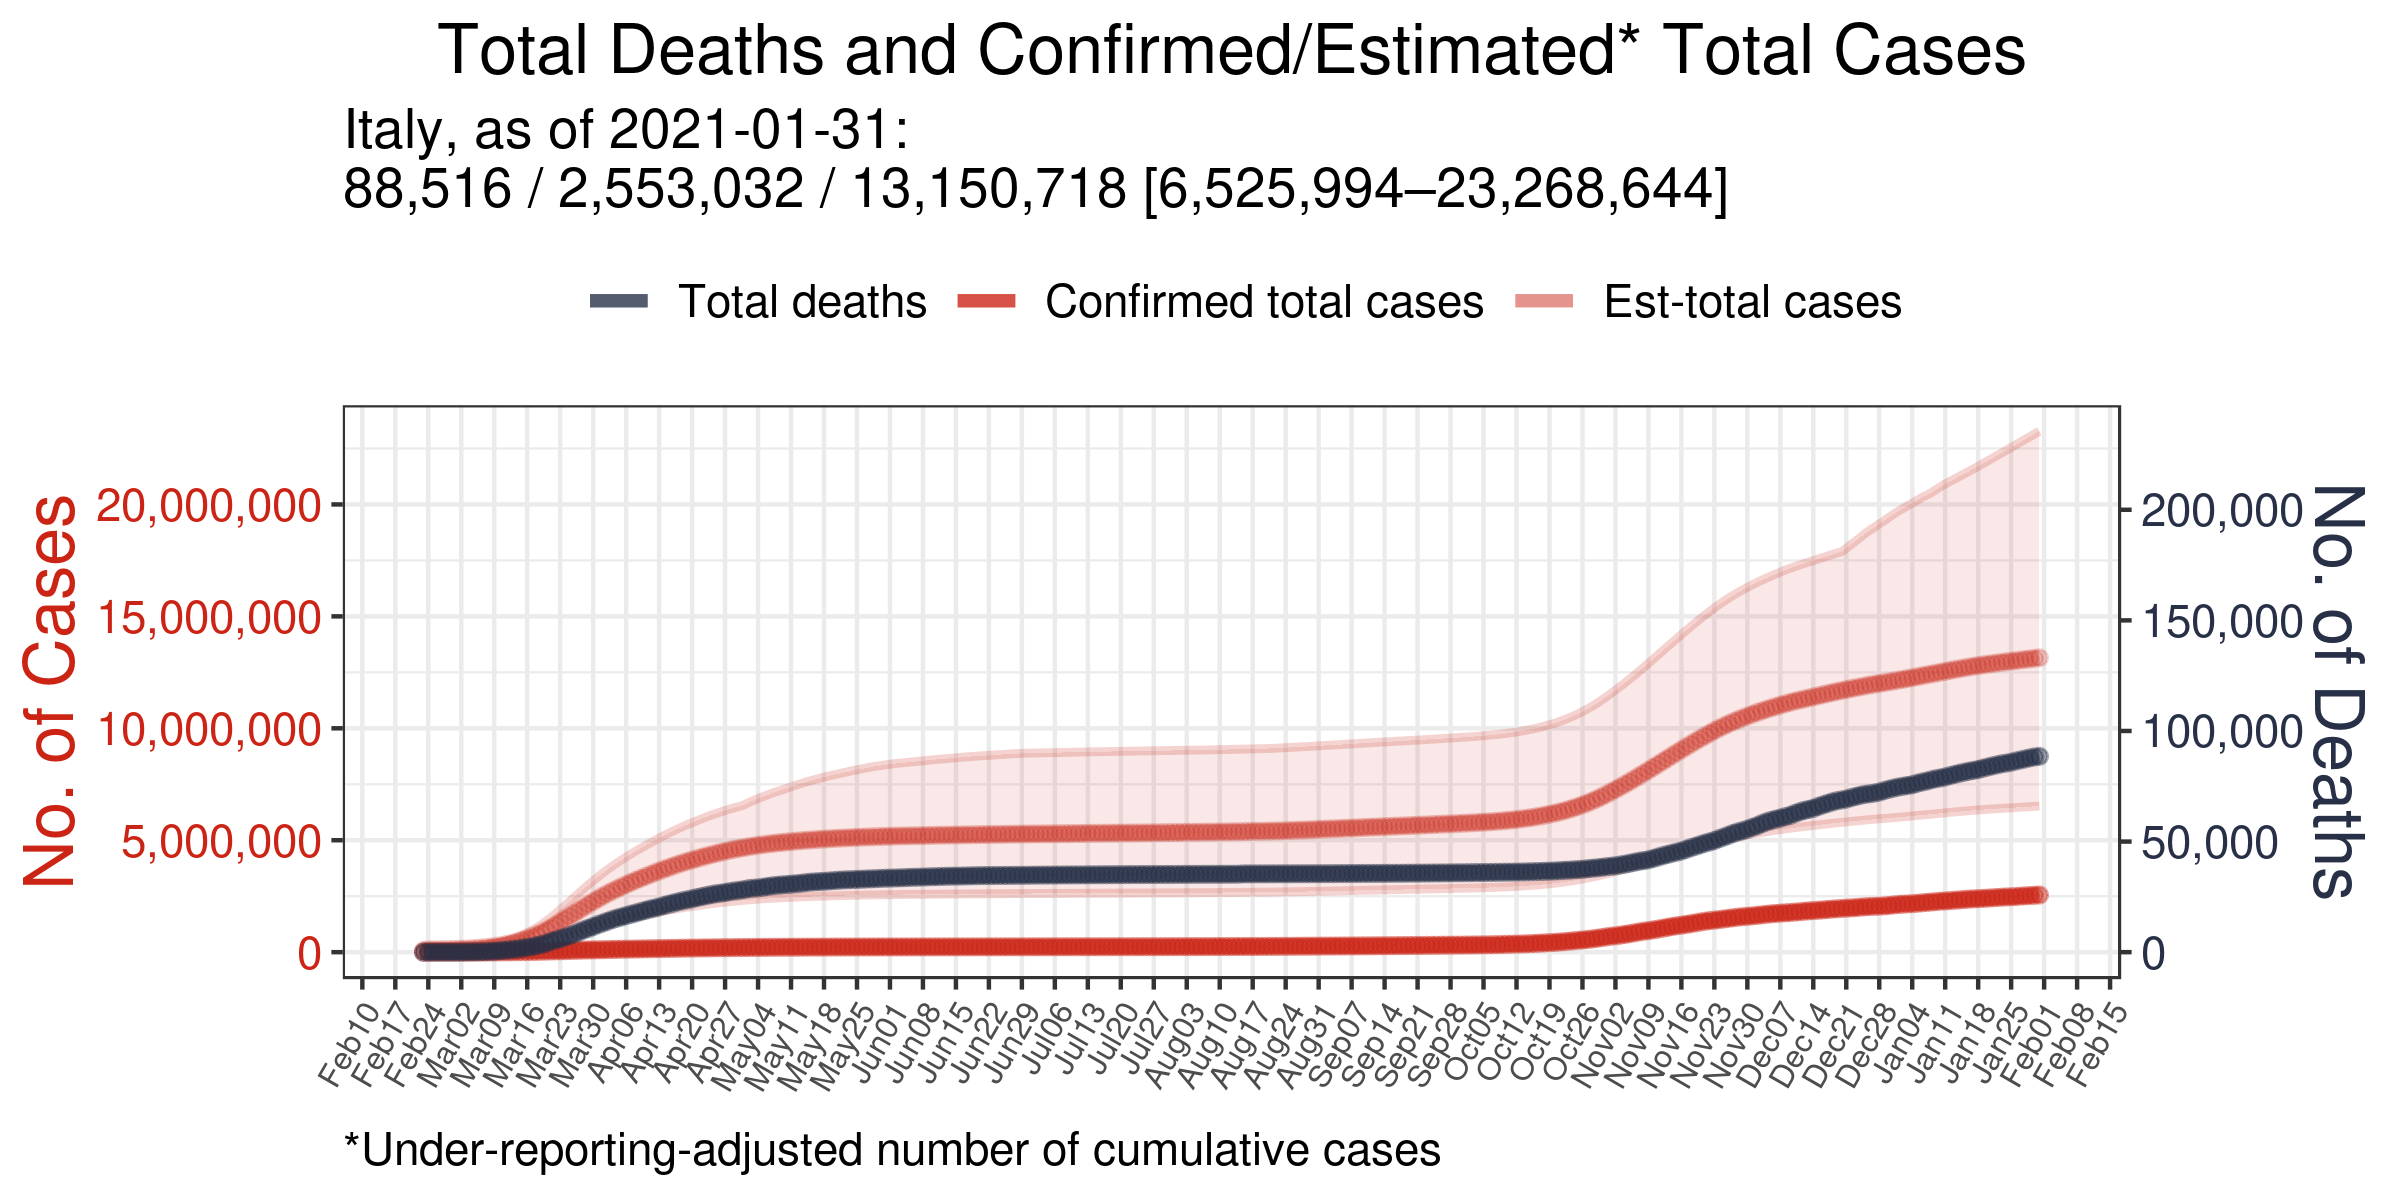 Total Deaths and Confirmed/Estimated* Total Cases
Italy, as of 2021-01-31:
88,516 / 2,553,032 / 13,150,718 [6,525,994–23,268,644]
Total deaths
Confirmed total cases
Est-total cases
No. of Cases
20,000,000
15,000,000
10,000,000
5,000,000
0
200,000
150,000
100,000
50,000
0
No. of Deaths
Feb10
Feb17
Feb24
Mar02
Mar09
Mar16
Mar23
Mar30
Apr06
Apr13
Apr20
Apr27
May04
May11
May18
May25
Jun01
Jun08
Jun15
Jun22
Jun29
Jul06
Jul13
Jul20
Jul27
Aug03
Aug10
Aug17
Aug24
Aug31
Sep07
Sep14
Sep21
Sep28
Oct05
Oct12
Oct19
Oct26
Nov02
Nov09
Nov16
Nov23
Nov30
Dec07
Dec14
Dec21
Dec28
Jan04
Jan11
Jan18
Jan25
Feb01
Feb08
Feb15
*Under-reporting-adjusted number of cumulative cases